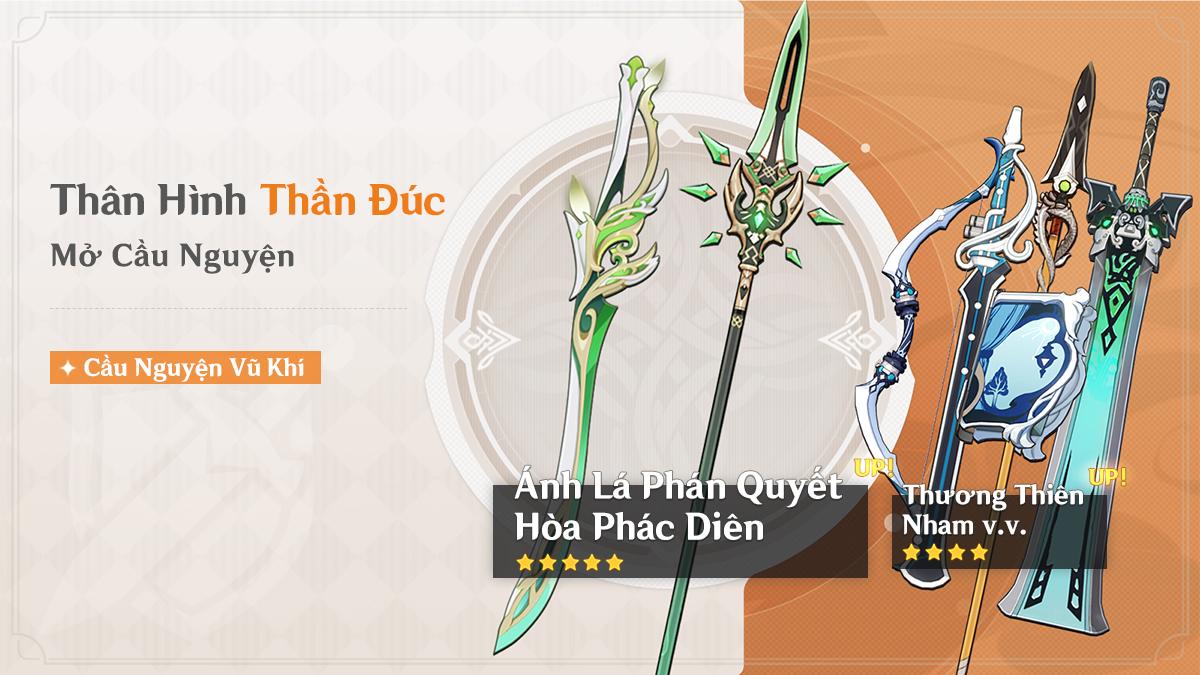 Thân Hình Thần Đúc
Mở Cầu Nguyện
Cầu Nguyện Vũ Khí
Ánh Lá Phán Quyết
Hòa Phác Diên
UP!
Thương Thiên
Nham v.v.
UP!